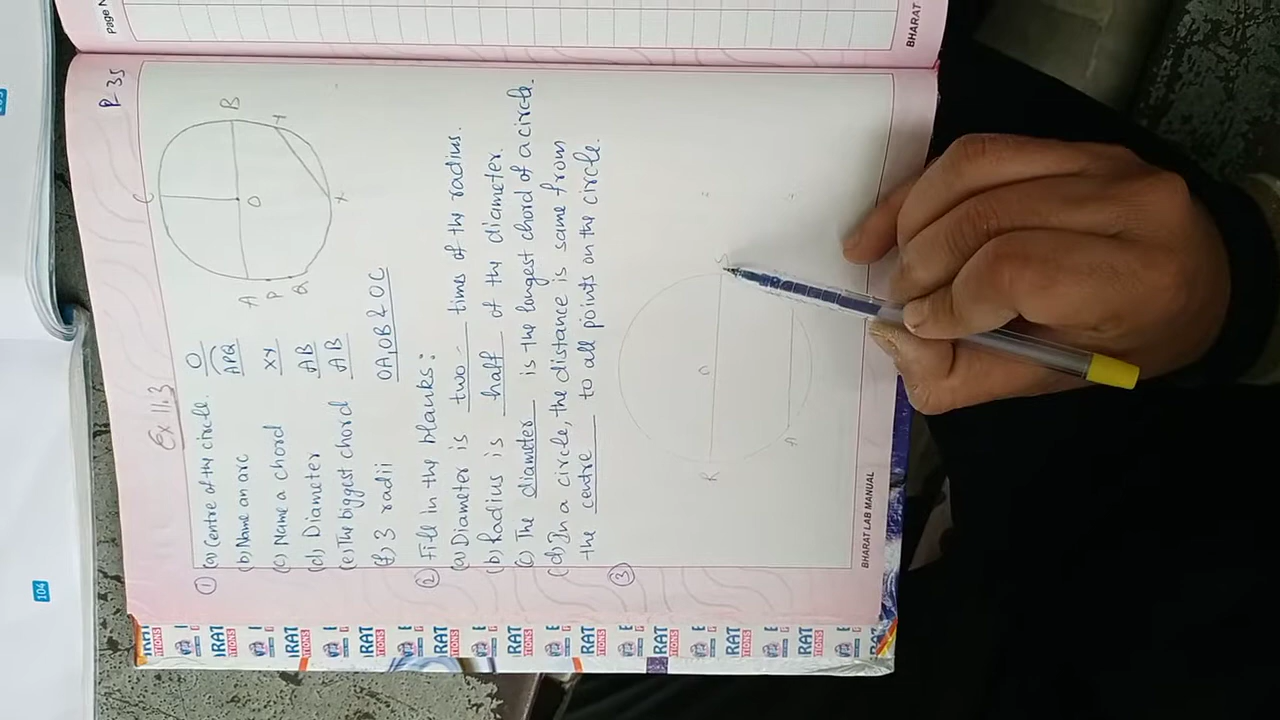 P-35
Ex 11.3
① (a) Centre of the circle. O
(b) Name an arc APQ
(c) Name a chord XY
(d) Diameter AB
(e) The biggest chord AB
(f) 3 radii OA, OB & OC
C
B
O
A
P
Q
X
Y
② Fill in the blanks:
(a) Diameter is two times of the radius.
(b) Radius is half of the diameter.
(c) The diameter is the longest chord of a circle.
(d) In a circle, the distance is same from
the centre to all points on the circle.
③
R
O
A
BHARAT LAB MANUAL
Page N
BHARAT
104